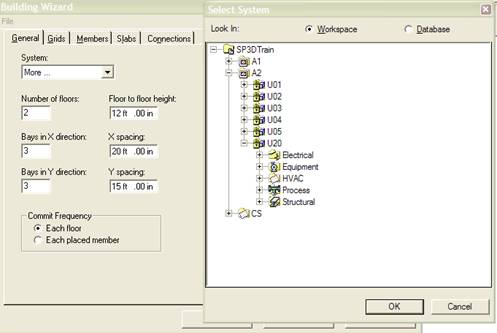 Building Wizard
File
General Grids Members Slabs Connections
System:
More ...
Number of floors:
Floor to floor height:
2
12 ft .00 in
Bays in X direction:
X spacing:
3
20 ft .00 in
Bays in Y direction:
Y spacing:
3
15 ft .00 in
Commit Frequency
Each floor
Each placed member
Select System
Look In:
Workspace
Database
SP3DTrain
A1
A2
U01
U02
U03
U04
U05
U20
Electrical
Equipment
HVAC
Process
Structural
CS
OK
Cancel